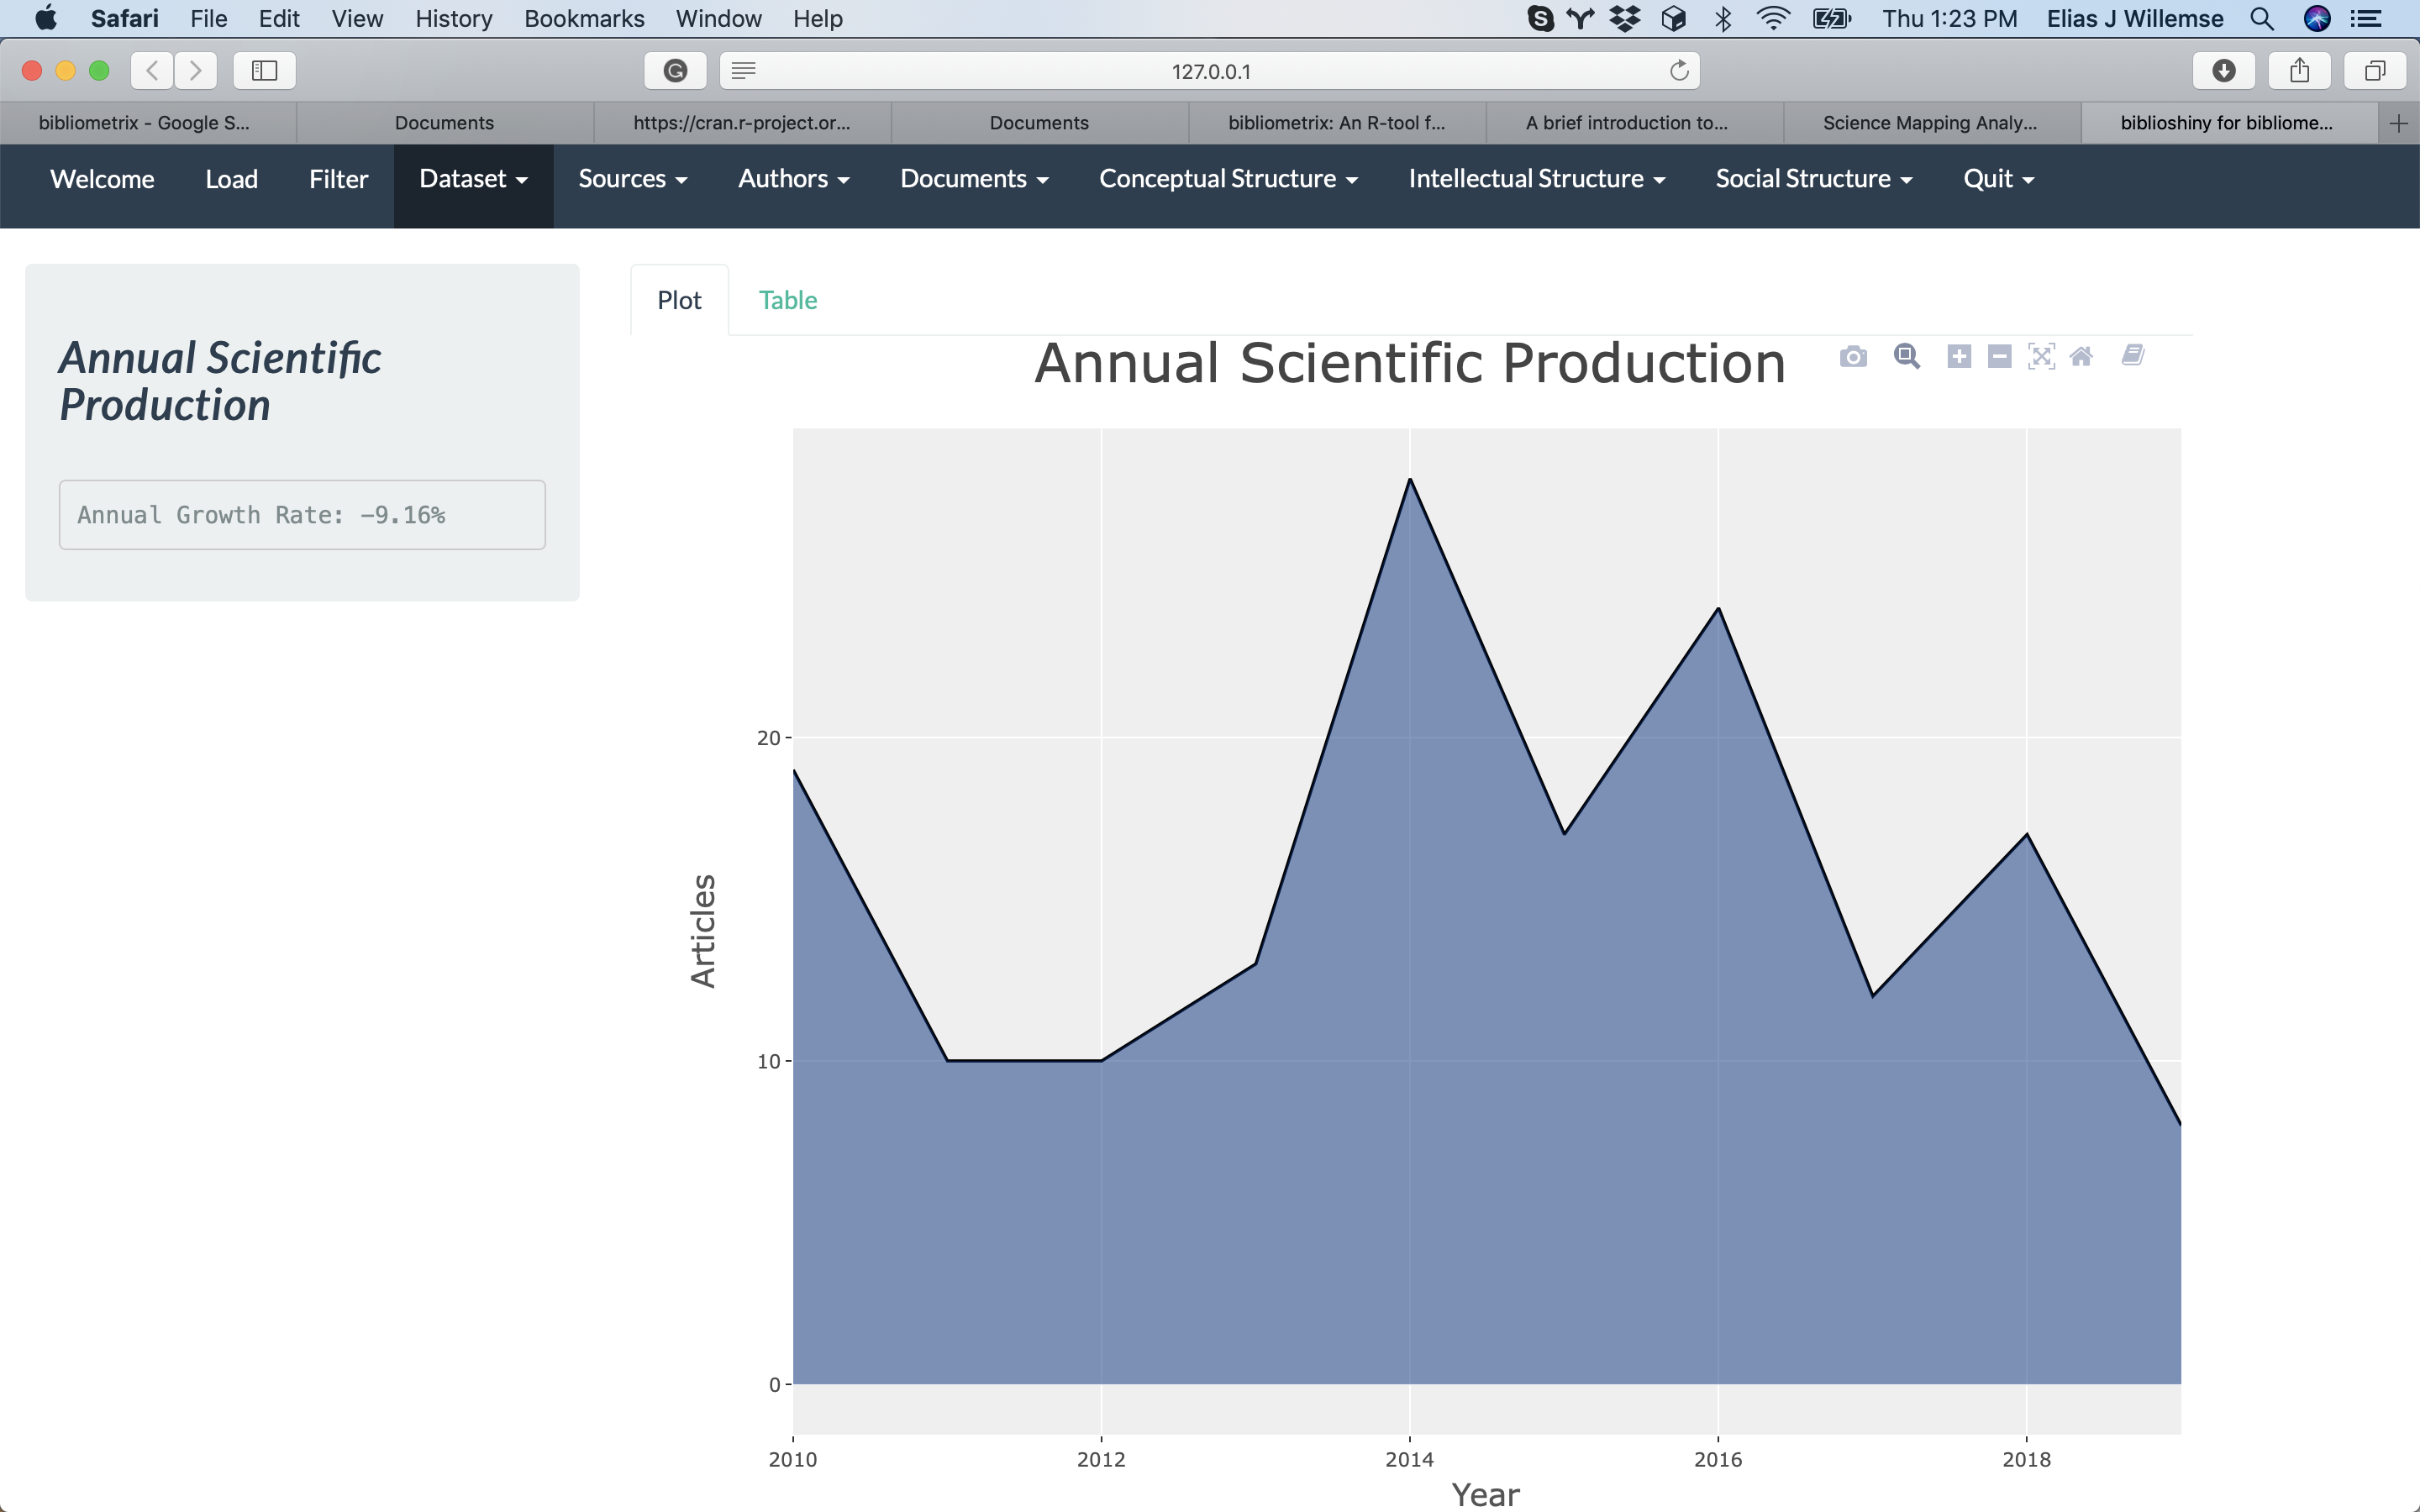 Safari File Edit View History Bookmarks Window Help Thu 1:23 PM Elias J Willemse
127.0.0.1
bibliometrix - Google S... Documents https://cran.r-project.or... Documents bibliometrix: An R-tool f... A brief introduction to... Science Mapping Analy... biblioshiny for bibliome...
Welcome Load Filter Dataset Sources Authors Documents Conceptual Structure Intellectual Structure Social Structure Quit
Annual Scientific
Production
Annual Growth Rate: -9.16%
Plot Table
Annual Scientific Production
20
10
0
Articles
2010 2012 2014 2016 2018
Year